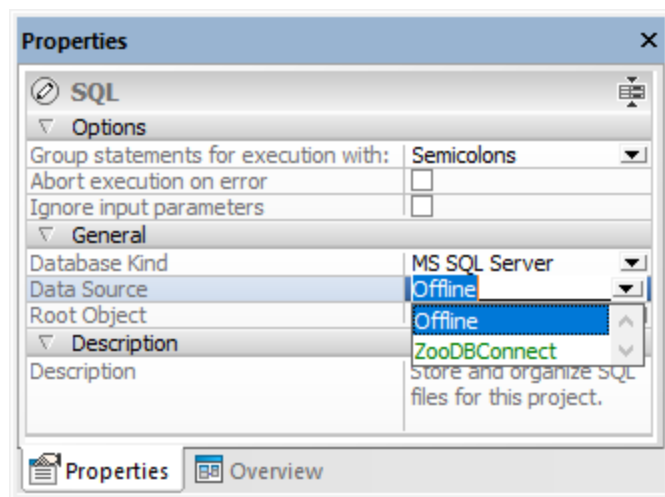 Properties
SQL
Options
Group statements for execution with: Semicolons
Abort execution on error
Ignore input parameters
General
Database Kind MS SQL Server
Data Source Offline
Root Object Offline
Description ZooDBConnect
Description Store and organize SQL
files for this project.
Properties Overview